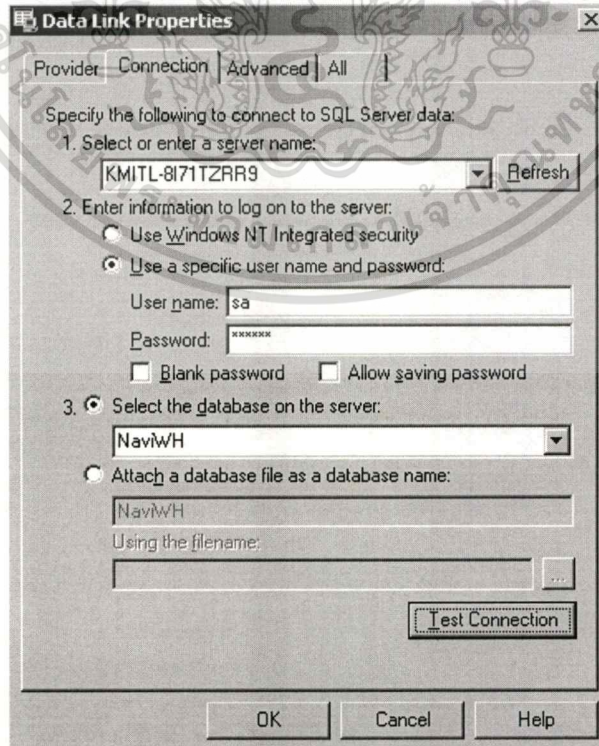 Data Link Properties
Provider Connection Advanced All
Specify the following to connect to SQL Server data:
1. Select or enter a server name:
KMITL-8I71TZRR9 Refresh
2. Enter information to log on to the server:
Use Windows NT Integrated security
Use a specific user name and password:
User name: sa
Password: ******
Blank password Allow saving password
3. Select the database on the server:
NaviWH
Attach a database file as a database name:
NaviWH
Using the filename:
...
Test Connection
OK Cancel Help